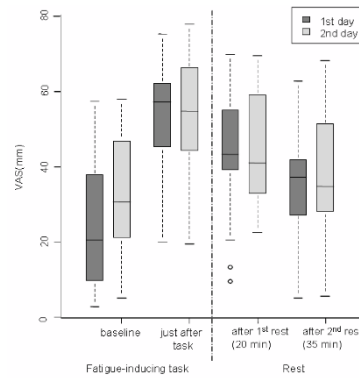 1st day
2nd day
80
60
40
20
0
VAS(mm)
baseline
just after
task
after 1st rest
(20 min)
after 2nd rest
(35 min)
Fatigue-inducing task
Rest